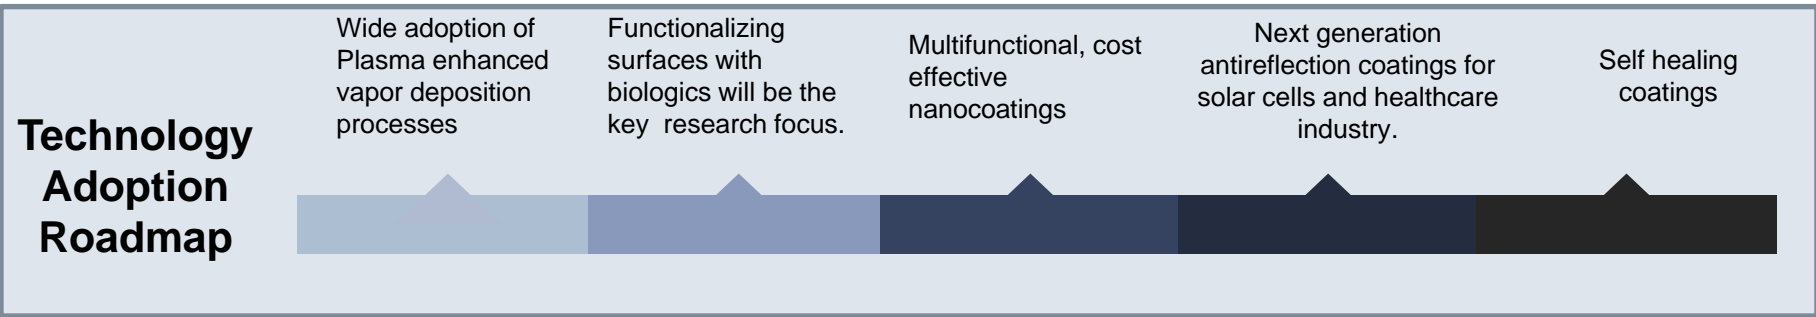 Technology
Adoption
Roadmap
Wide adoption of
Plasma enhanced
vapor deposition
processes
Functionalizing
surfaces with
biologics will be the
key  research focus.
Multifunctional, cost
effective
nanocoatings
Next generation
antireflection coatings for
solar cells and healthcare
industry.
Self healing
coatings